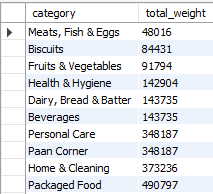 category total_weight
Meats, Fish & Eggs 48016
Biscuits 84431
Fruits & Vegetables 91794
Health & Hygiene 142904
Dairy, Bread & Batter 143735
Beverages 143735
Personal Care 348187
Paan Corner 348187
Home & Cleaning 373236
Packaged Food 490797